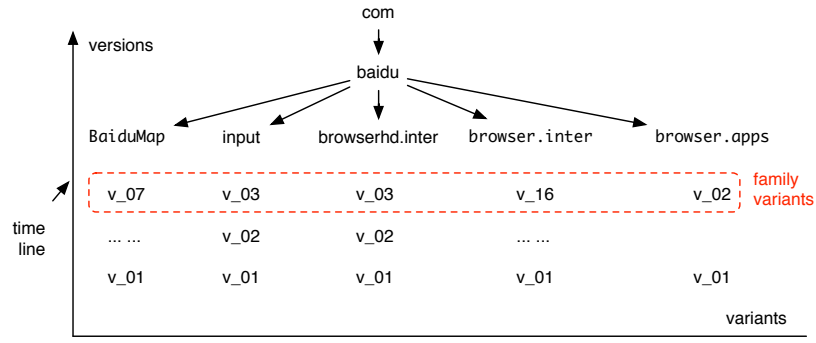 com
versions
baidu
BaiduMap input browserhd.inter browser.inter browser.apps
family
variants
v_07 v_03 v_03 v_16 v_02
time
line
... ... v_02 v_02 ... ...
v_01 v_01 v_01 v_01 v_01
variants